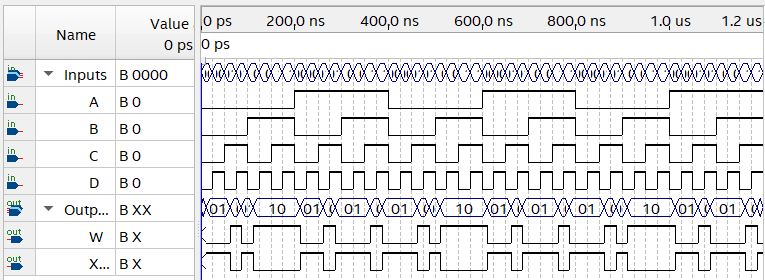 Name
Value
0 ps
0 ps 200,0 ns 400,0 ns 600,0 ns 800,0 ns 1.0 us 1.2 us
0 ps
Inputs B 0000
in A B 0
in B B 0
in C B 0
in D B 0
out Outp... B XX 01 10 01 01 01 10 01 01 01 10 01 01
out W B X
out X... B X